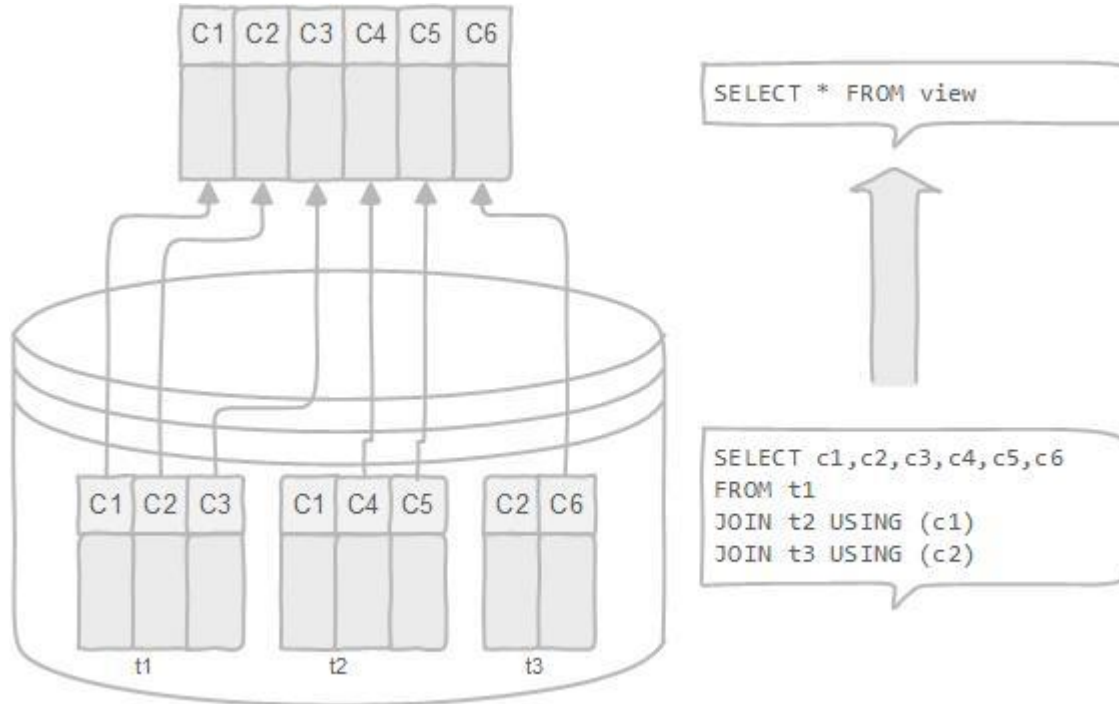 C1 C2 C3 C4 C5 C6
SELECT * FROM view
SELECT c1,c2,c3,c4,c5,c6
FROM t1
JOIN t2 USING (c1)
JOIN t3 USING (c2)
C1 C2 C3
C1 C4 C5
C2 C6
t1
t2
t3